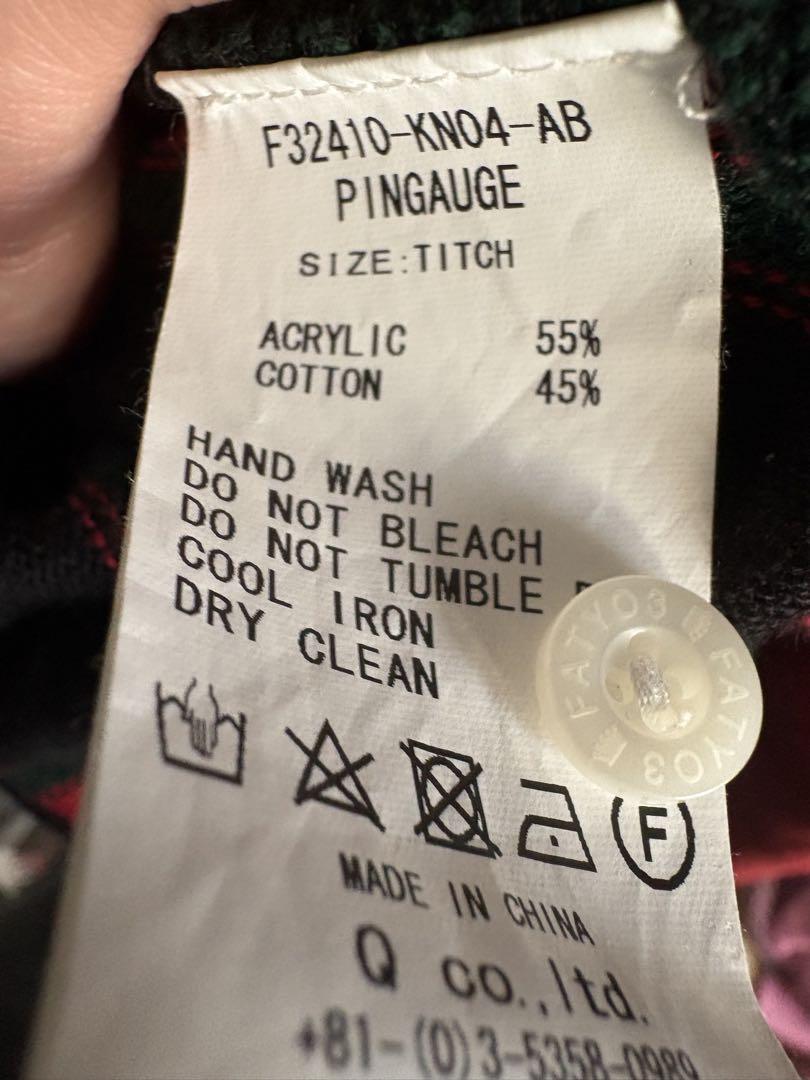 F32410-KN04-AB
PINGAUGE
SIZE:TITCH
ACRYLIC 55%
COTTON 45%
HAND WASH
DO NOT BLEACH
DO NOT TUMBLE
COOL IRON
DRY CLEAN
FATYO3 FATYO3
F
MADE IN CHINA
Q co.,ltd.
+81-(0)3-5358-0989